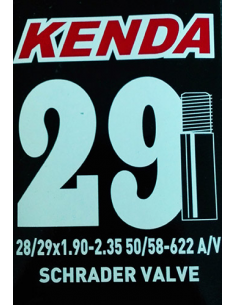 KENDA
29
28/29x1.90-2.35 50/58-622 A/V
SCHRADER VALVE